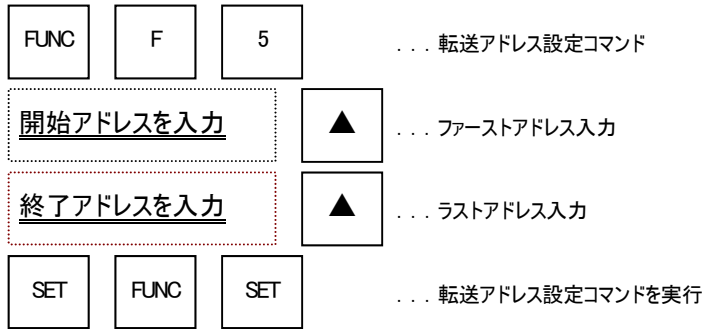 FUNC F 5 ... 転送アドレス設定コマンド
開始アドレスを入力 ▲ ... ファーストアドレス入力
終了アドレスを入力 ▲ ... ラストアドレス入力
SET FUNC SET ... 転送アドレス設定コマンドを実行